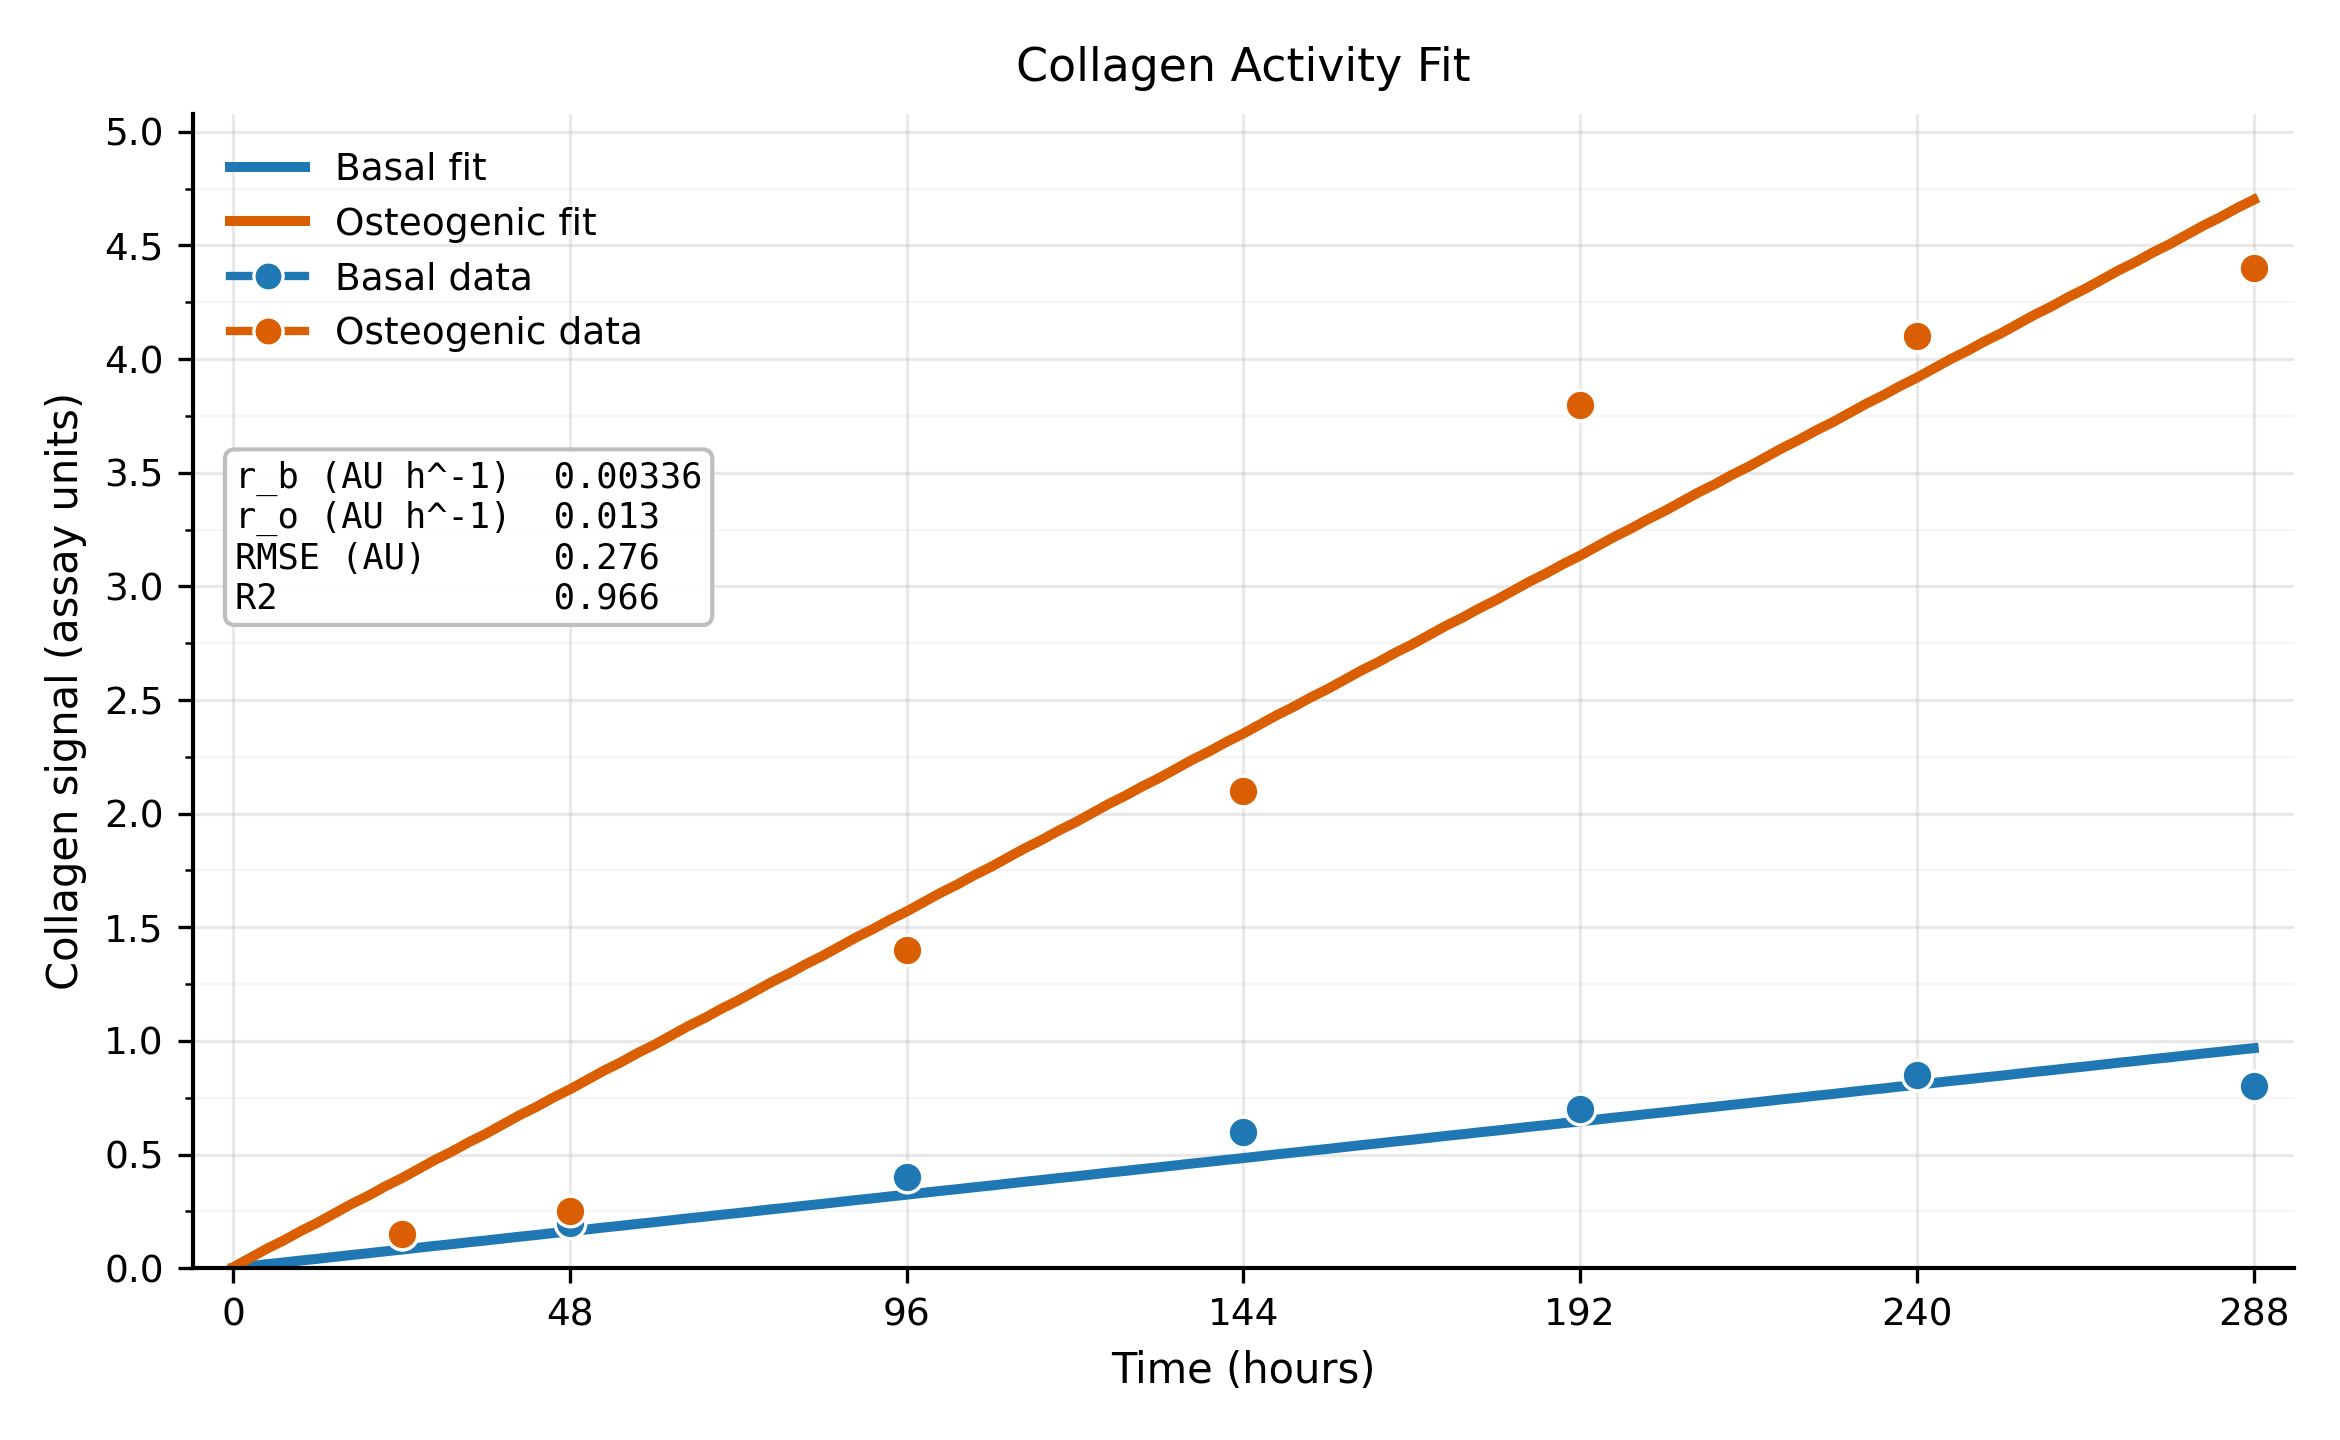 Collagen Activity Fit
5.0
4.5
4.0
3.5
3.0
2.5
2.0
1.5
1.0
0.5
0.0
Collagen signal (assay units)
Basal fit
Osteogenic fit
Basal data
Osteogenic data
r_b (AU h^-1)  0.00336
r_o (AU h^-1)  0.013
RMSE (AU)      0.276
R2             0.966
0 48 96 144 192 240 288
Time (hours)